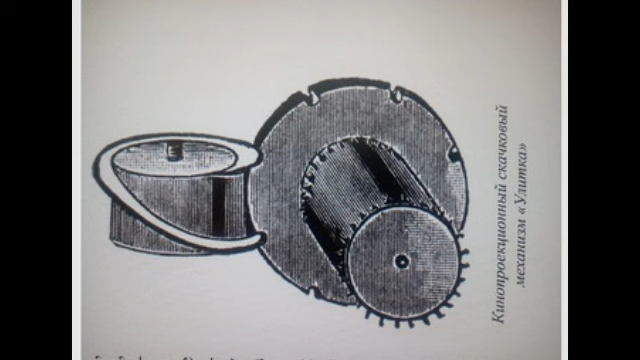 Кинопроекционный скачковый
механизм «Улитка»